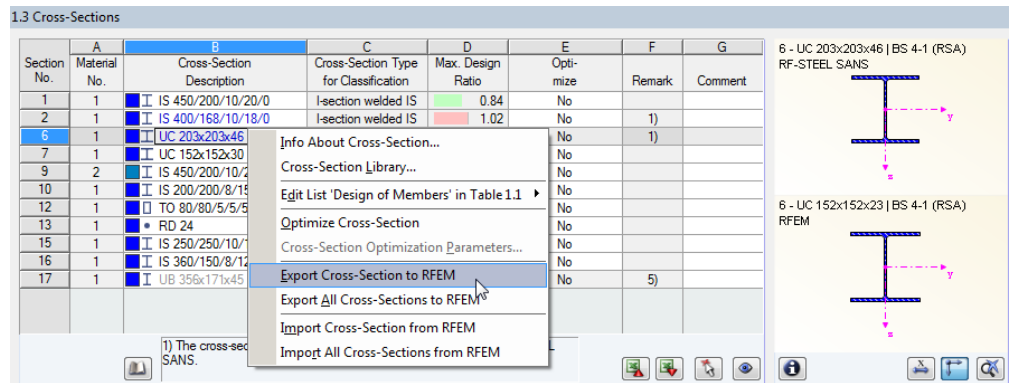 1.3 Cross-Sections
A B C D E F G
Section Material Cross-Section Cross-Section Type Max. Design Opti-
No. No. Description for Classification Ratio mize Remark Comment
1 1 IS 450/200/10/20/0 I-section welded IS 0.84 No
2 1 IS 400/168/10/18/0 I-section welded IS 1.02 No 1)
6 1 UC 203x203x46 No 1)
7 1 UC 152x152x30 No
9 2 IS 450/200/10/2 No
10 1 IS 200/200/8/15 No
12 1 TO 80/80/5/5/5 No
13 1 RD 24 No
15 1 IS 250/250/10/ No
16 1 IS 360/150/8/12 No
17 1 UB 356x171x45 No 5)
Info About Cross-Section...
Cross-Section Library...
Edit List 'Design of Members' in Table 1.1
Optimize Cross-Section
Cross-Section Optimization Parameters...
Export Cross-Section to RFEM
Export All Cross-Sections to RFEM
Import Cross-Section from RFEM
Import All Cross-Sections from RFEM
1) The cross-sec
SANS.
6 - UC 203x203x46 | BS 4-1 (RSA)
RF-STEEL SANS
y
z
6 - UC 152x152x23 | BS 4-1 (RSA)
RFEM
y
z